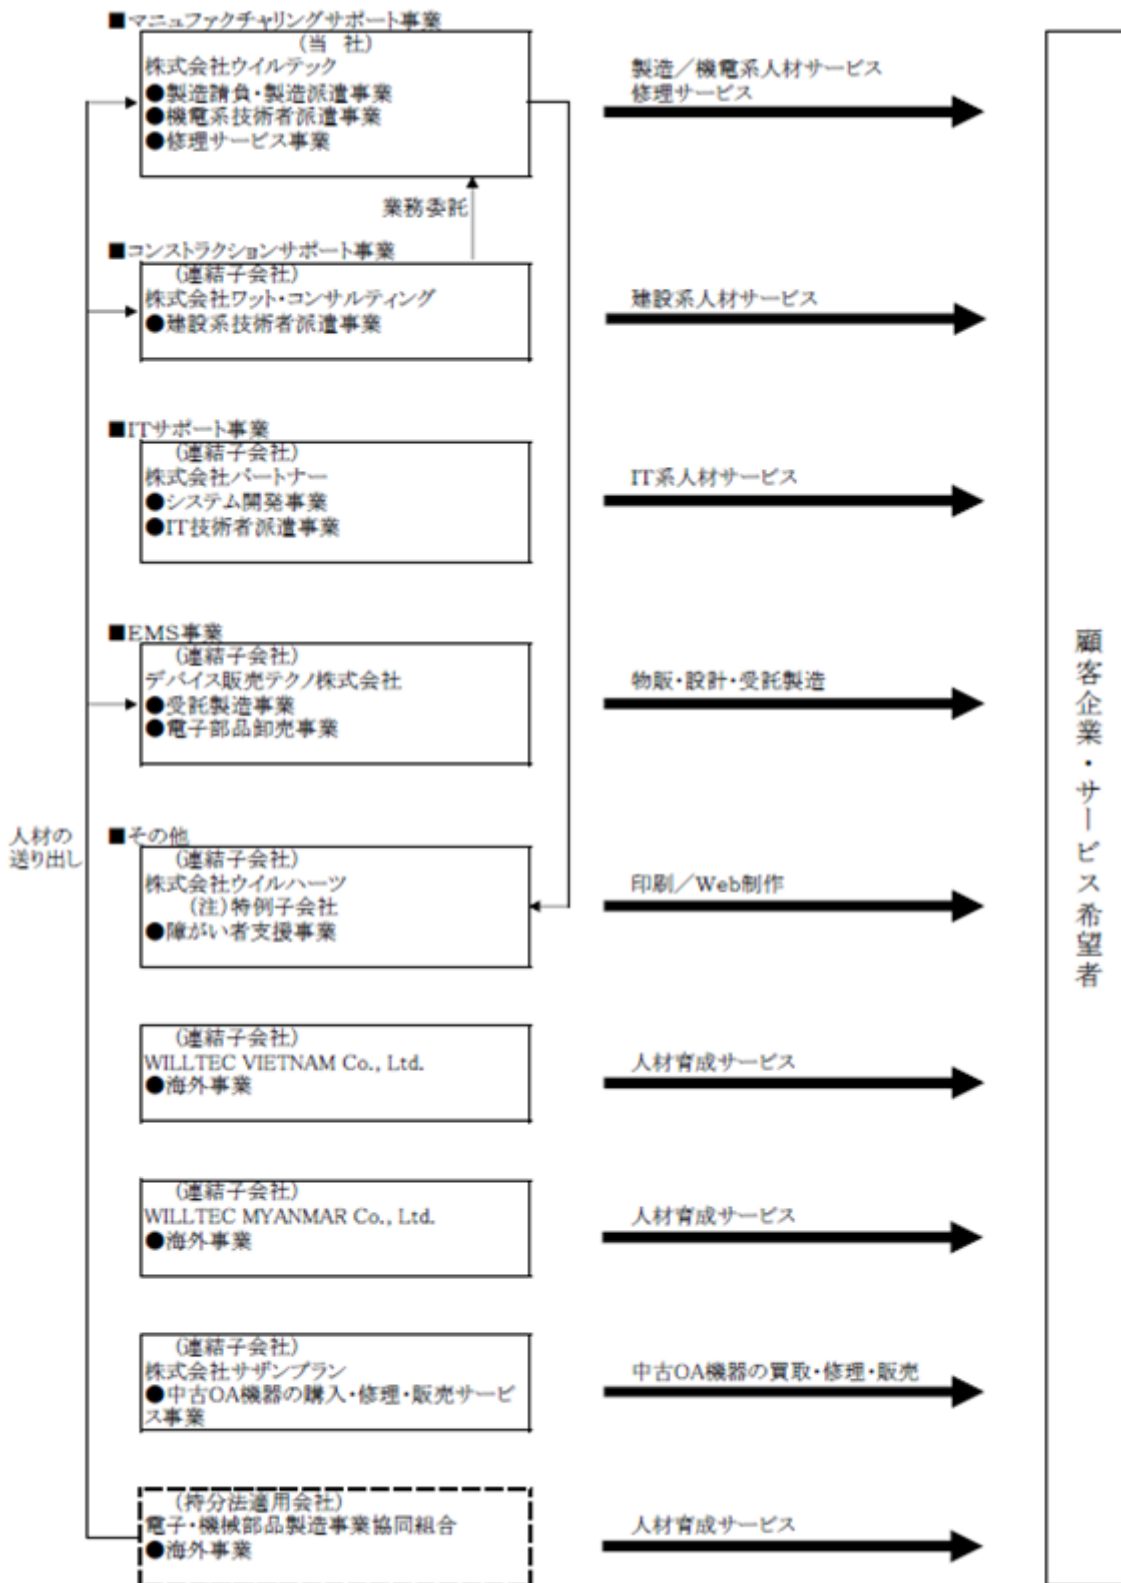 ■マニュファクチャリングサポート事業
(当 社)
株式会社ウイルテック
●製造請負・製造派遣事業
●機電系技術者派遣事業
●修理サービス事業
製造／機電系人材サービス
修理サービス
業務委託
■コンストラクションサポート事業
(連結子会社)
株式会社ワット・コンサルティング
●建設系技術者派遣事業
建設系人材サービス
■ITサポート事業
(連結子会社)
株式会社パートナー
●システム開発事業
●IT技術者派遣事業
IT系人材サービス
■EMS事業
(連結子会社)
デバイス販売テクノ株式会社
●受託製造事業
●電子部品卸売事業
物販・設計・受託製造
人材の
送り出し
■その他
(連結子会社)
株式会社ウイルハーツ
(注)特例子会社
●障がい者支援事業
印刷／Web制作
(連結子会社)
WILLTEC VIETNAM Co., Ltd.
●海外事業
人材育成サービス
(連結子会社)
WILLTEC MYANMAR Co., Ltd.
●海外事業
人材育成サービス
(連結子会社)
株式会社サザンプラン
●中古OA機器の購入・修理・販売サービ
ス事業
中古OA機器の買取・修理・販売
(持分法適用会社)
電子・機械部品製造事業協同組合
●海外事業
人材育成サービス
顧客企業・サービス希望者